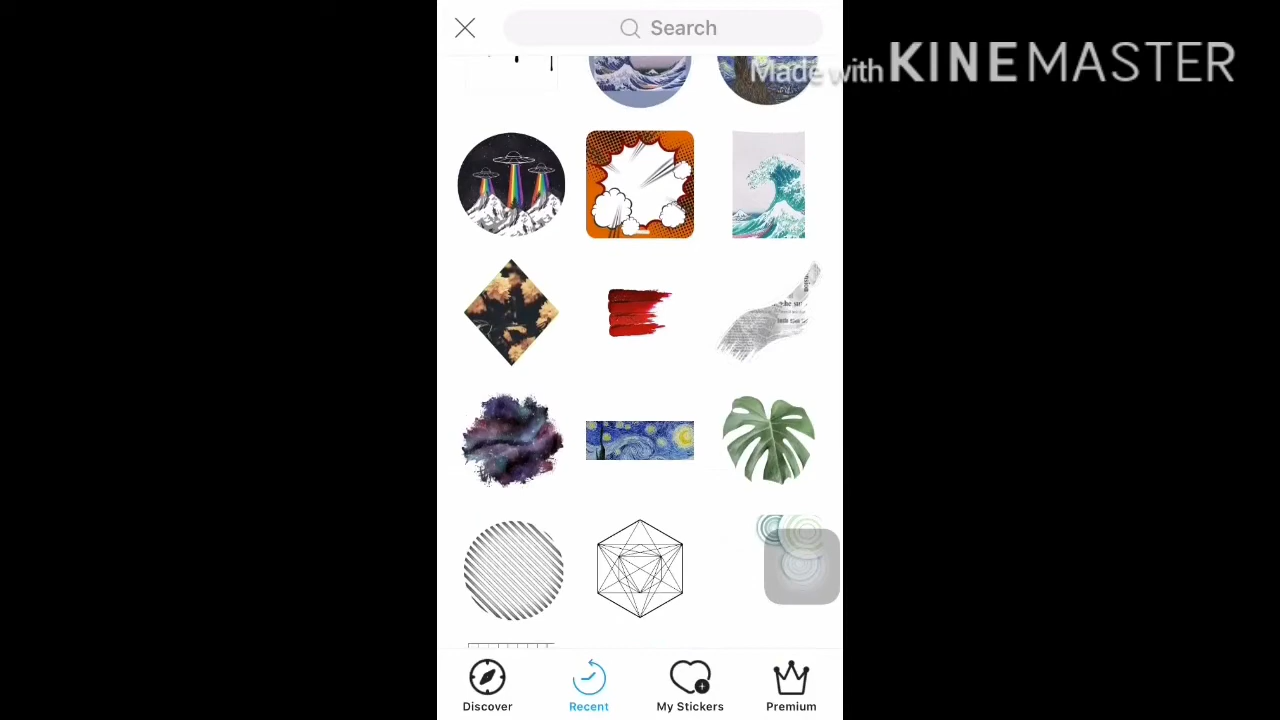 Search
Made with KINEMASTER
Discover
Recent
My Stickers
Premium